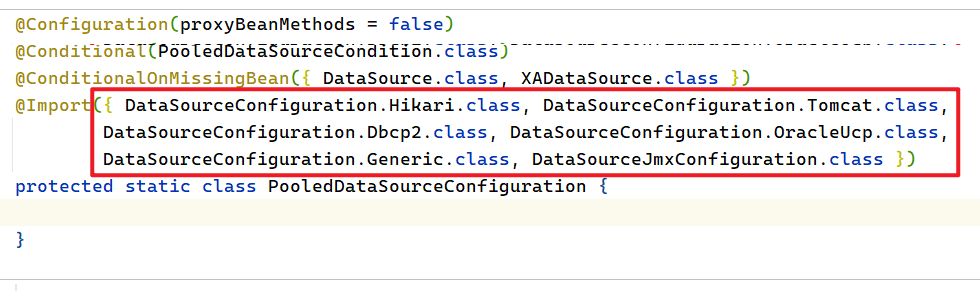 @Configuration(proxyBeanMethods = false)
@Conditional(PooledDataSourceCondition.class)
@ConditionalOnMissingBean({ DataSource.class, XADataSource.class })
@Import({ DataSourceConfiguration.Hikari.class, DataSourceConfiguration.Tomcat.class,
DataSourceConfiguration.Dbcp2.class, DataSourceConfiguration.OracleUcp.class,
DataSourceConfiguration.Generic.class, DataSourceJmxConfiguration.class })
protected static class PooledDataSourceConfiguration {
}